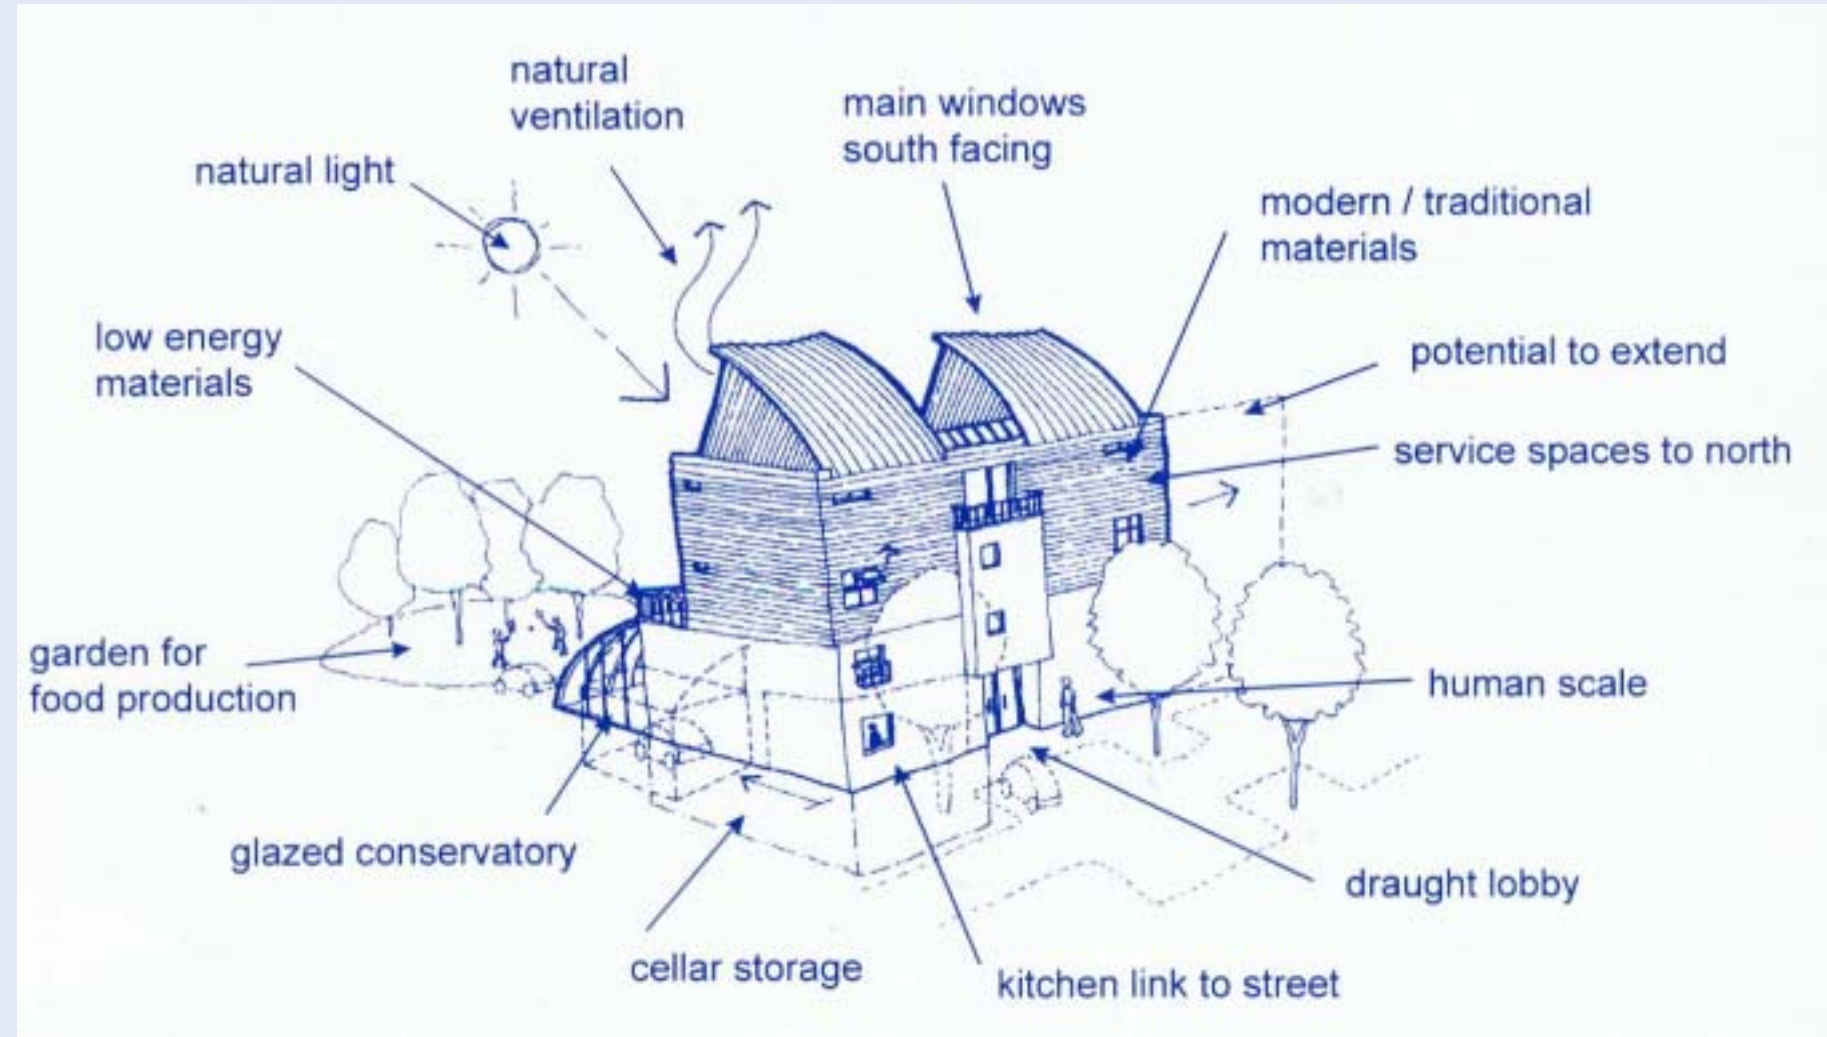 natural
ventilation
main windows
south facing
natural light
modern / traditional
materials
low energy
materials
potential to extend
service spaces to north
garden for
food production
human scale
glazed conservatory
draught lobby
cellar storage
kitchen link to street